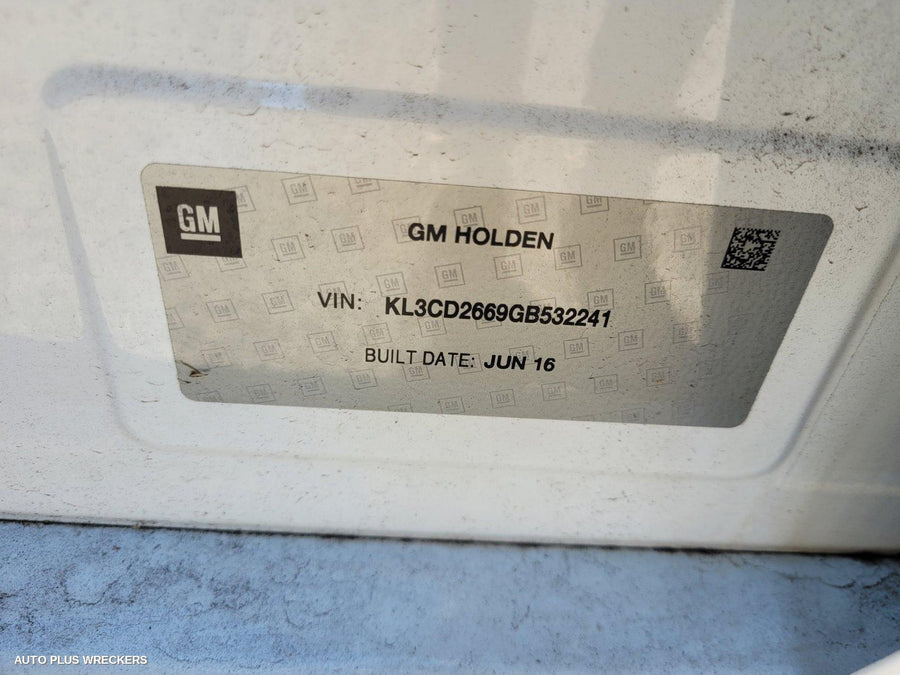 GM
GM HOLDEN
VIN: KL3CD2669GB532241
BUILT DATE: JUN 16
AUTO PLUS WRECKERS